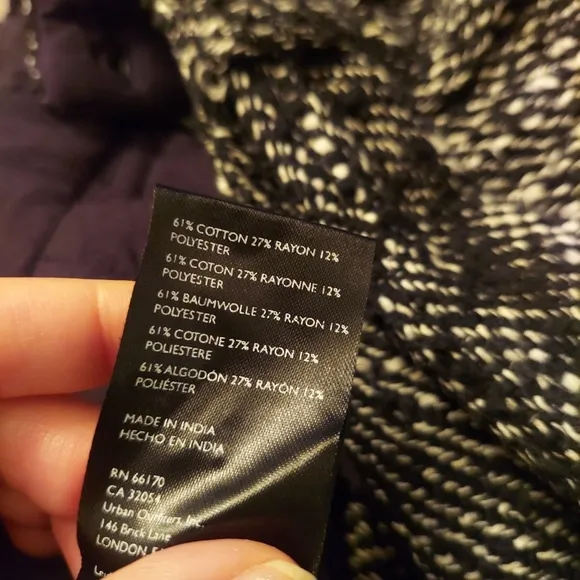 61% COTTON 27% RAYON 12%
POLYESTER
61% COTON 27% RAYONNE 12%
POLYESTER
61% BAUMWOLLE 27% RAYON 12%
POLYESTER
61% COTONE 27% RAYON 12%
POLIESTERE
61% ALGODÓN 27% RAYÓN 12%
POLIÉSTER
MADE IN INDIA
HECHO EN INDIA
RN 66170
CA 32054
Urban Outfitters, Inc.
146 Brick Lane
LONDON